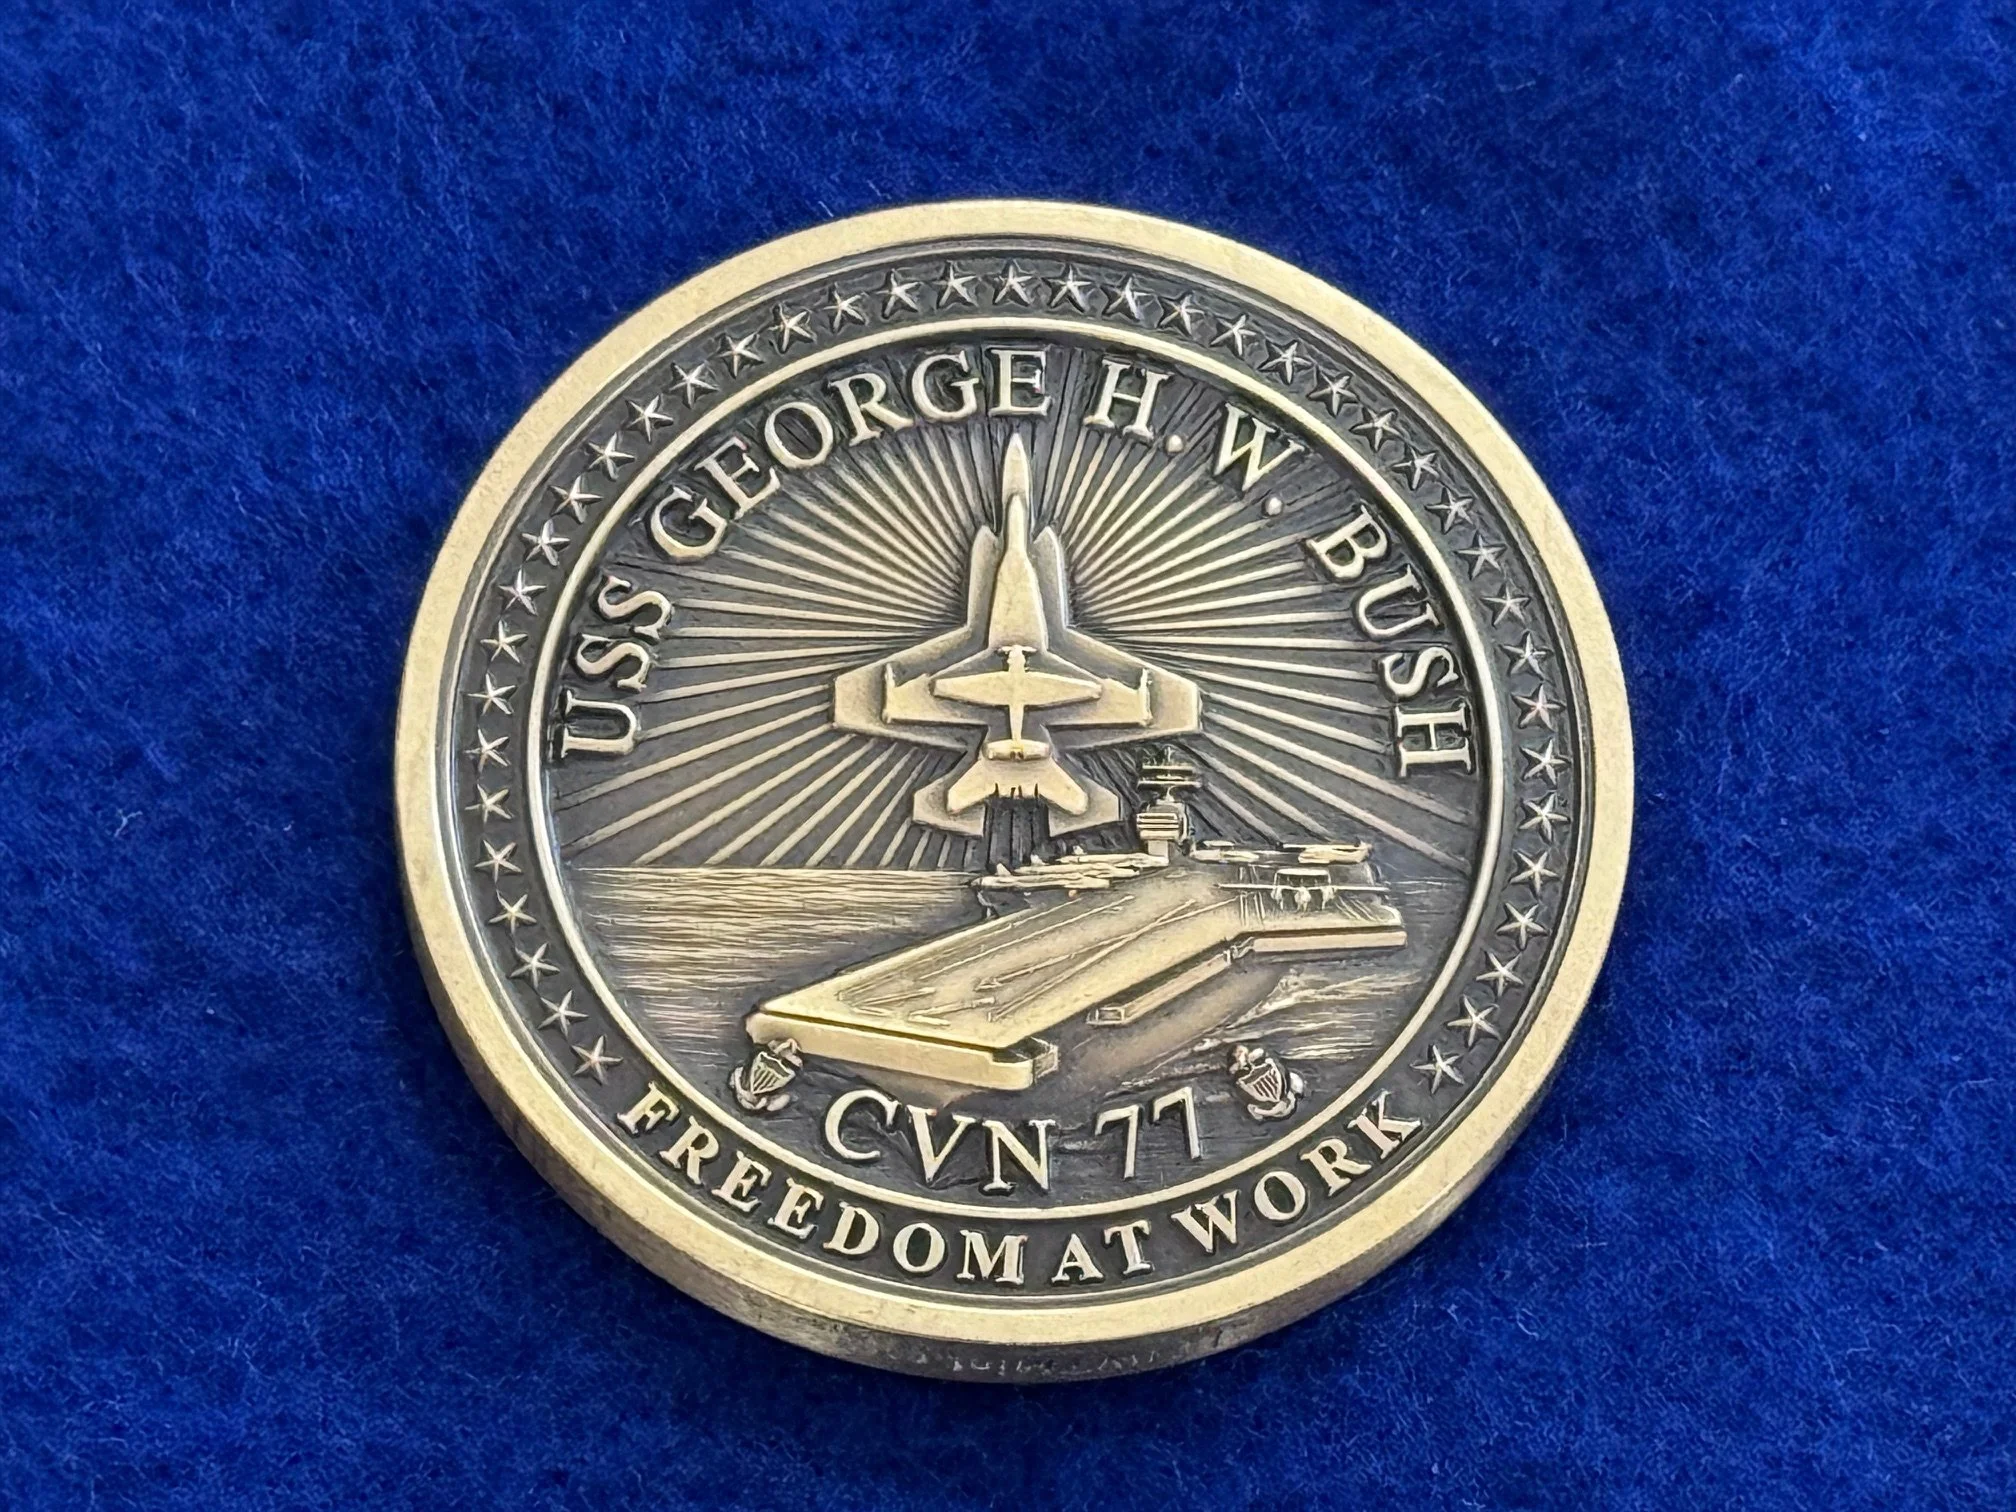 USS GEORGE H. W. BUSH
CVN 77
FREEDOM AT WORK